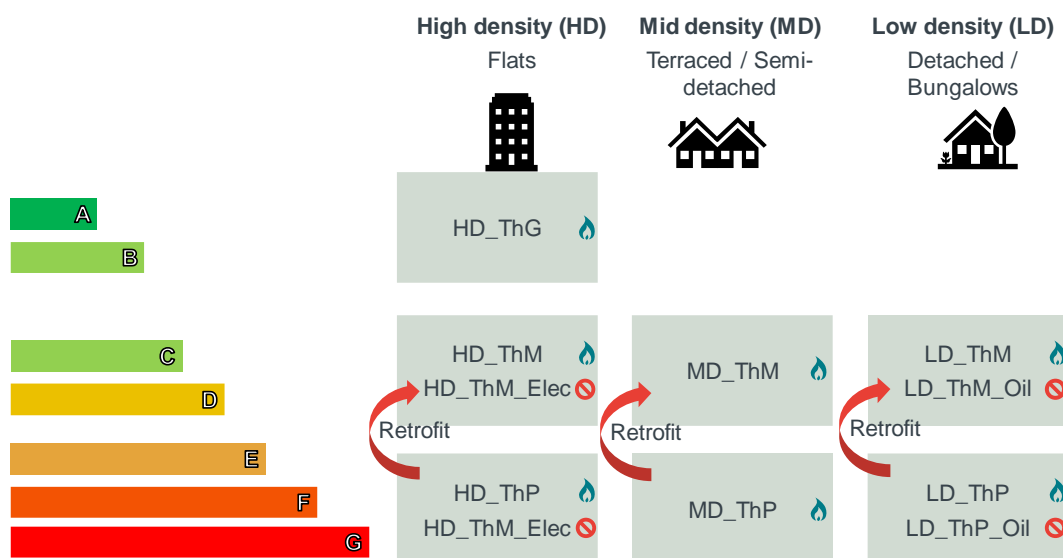 High density (HD)
Flats
Mid density (MD)
Terraced / Semi-
detached
Low density (LD)
Detached /
Bungalows
A
B
HD_ThG
C
D
HD_ThM
HD_ThM_Elec
MD_ThM
LD_ThM
LD_ThM_Oil
Retrofit
Retrofit
Retrofit
E
F
G
HD_ThP
HD_ThM_Elec
MD_ThP
LD_ThP
LD_ThP_Oil